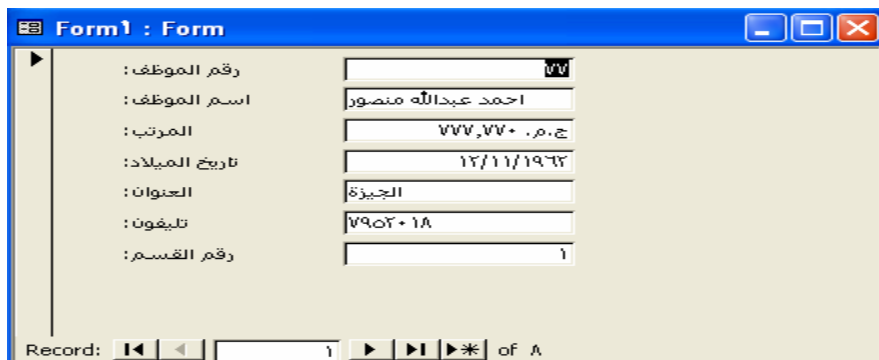 Form١ : Form
رقم الموظف: ٧٧
اسم الموظف: احمد عبدالله منصور
المرتب: ج.م. ٧٧٧,٧٧٠
تاريخ الميلاد: ١٢/١١/١٩٦٢
العنوان: الجيزة
تليفون: ٧٩٥٢٠١٨
رقم القسم: ١
Record: ١ of ٨